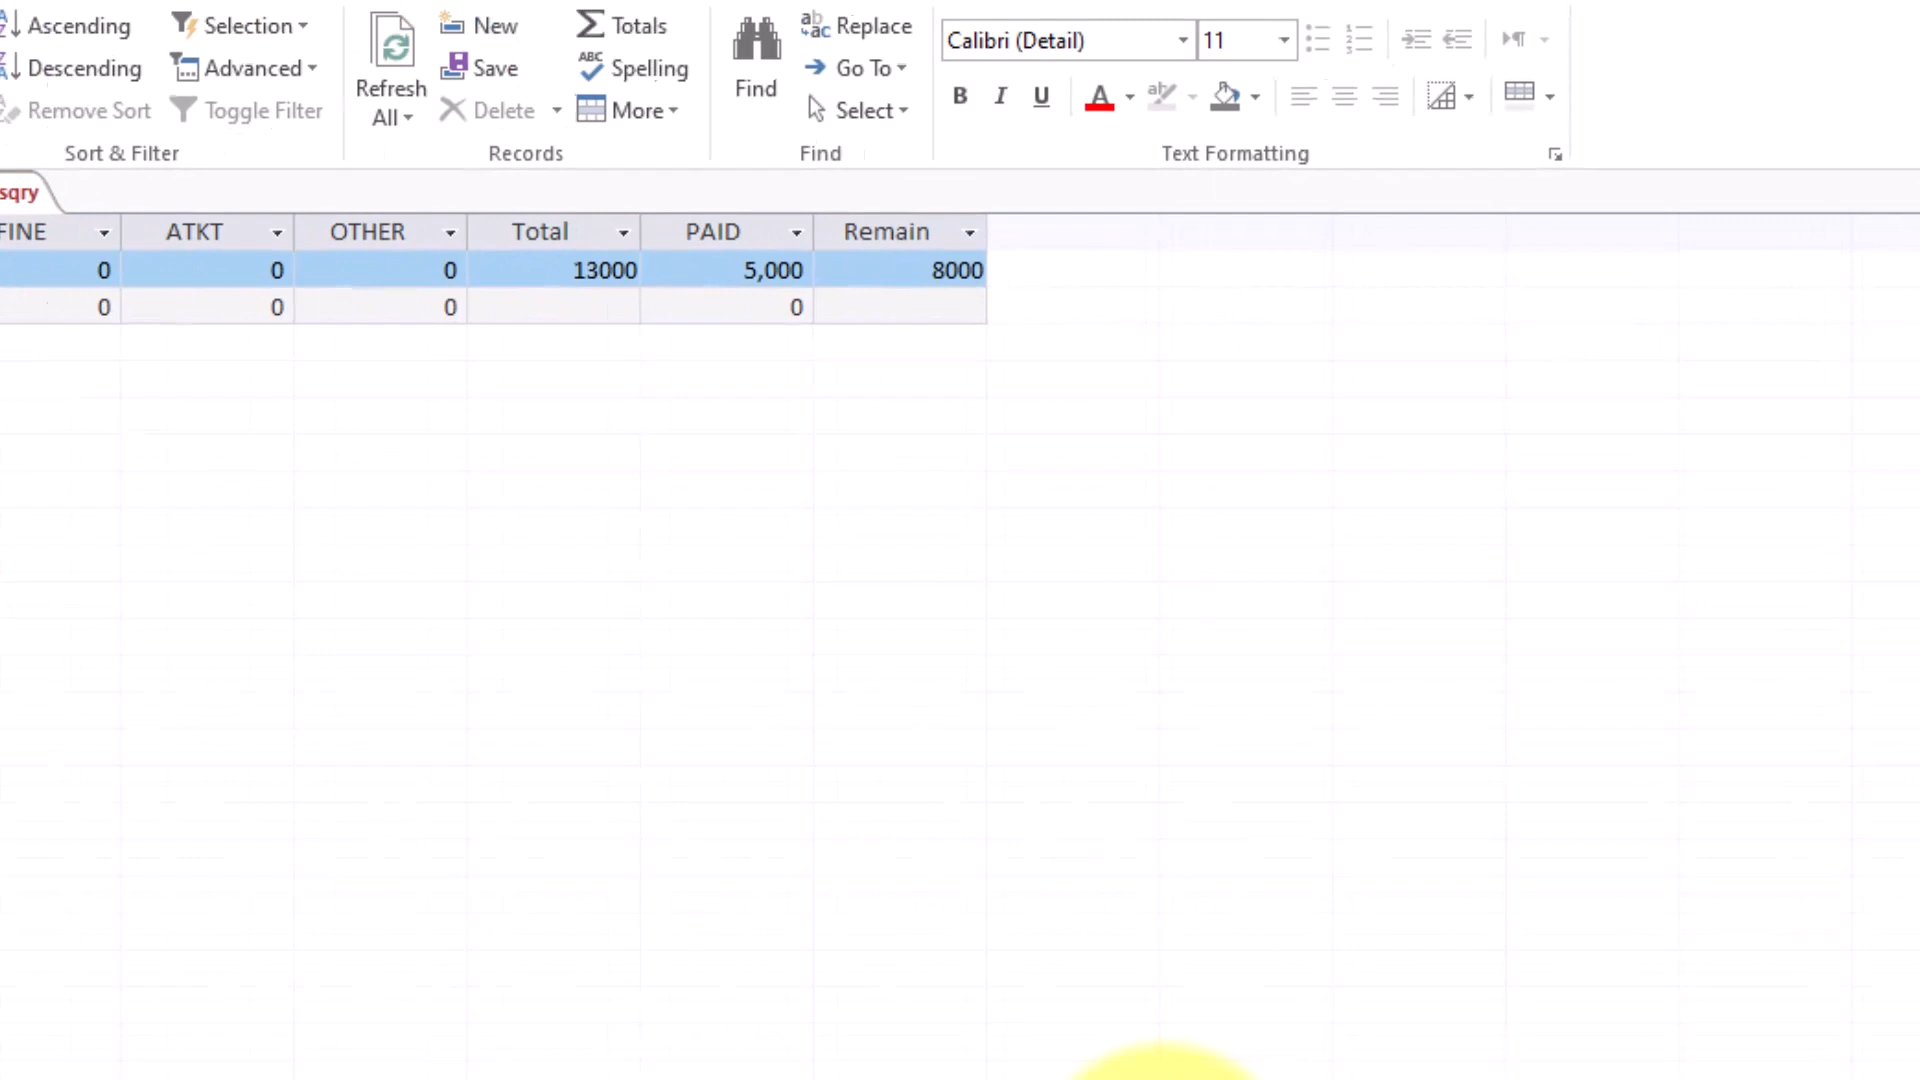 Ascending Selection New Totals Replace Calibri (Detail) 11
Descending Advanced Refresh All Save Spelling Find Go To
Remove Sort Toggle Filter Delete More Select B I U A
Sort & Filter Records Find Text Formatting
sqry
FINE ATKT OTHER Total PAID Remain
0 0 0 13000 5,000 8000
0 0 0 0